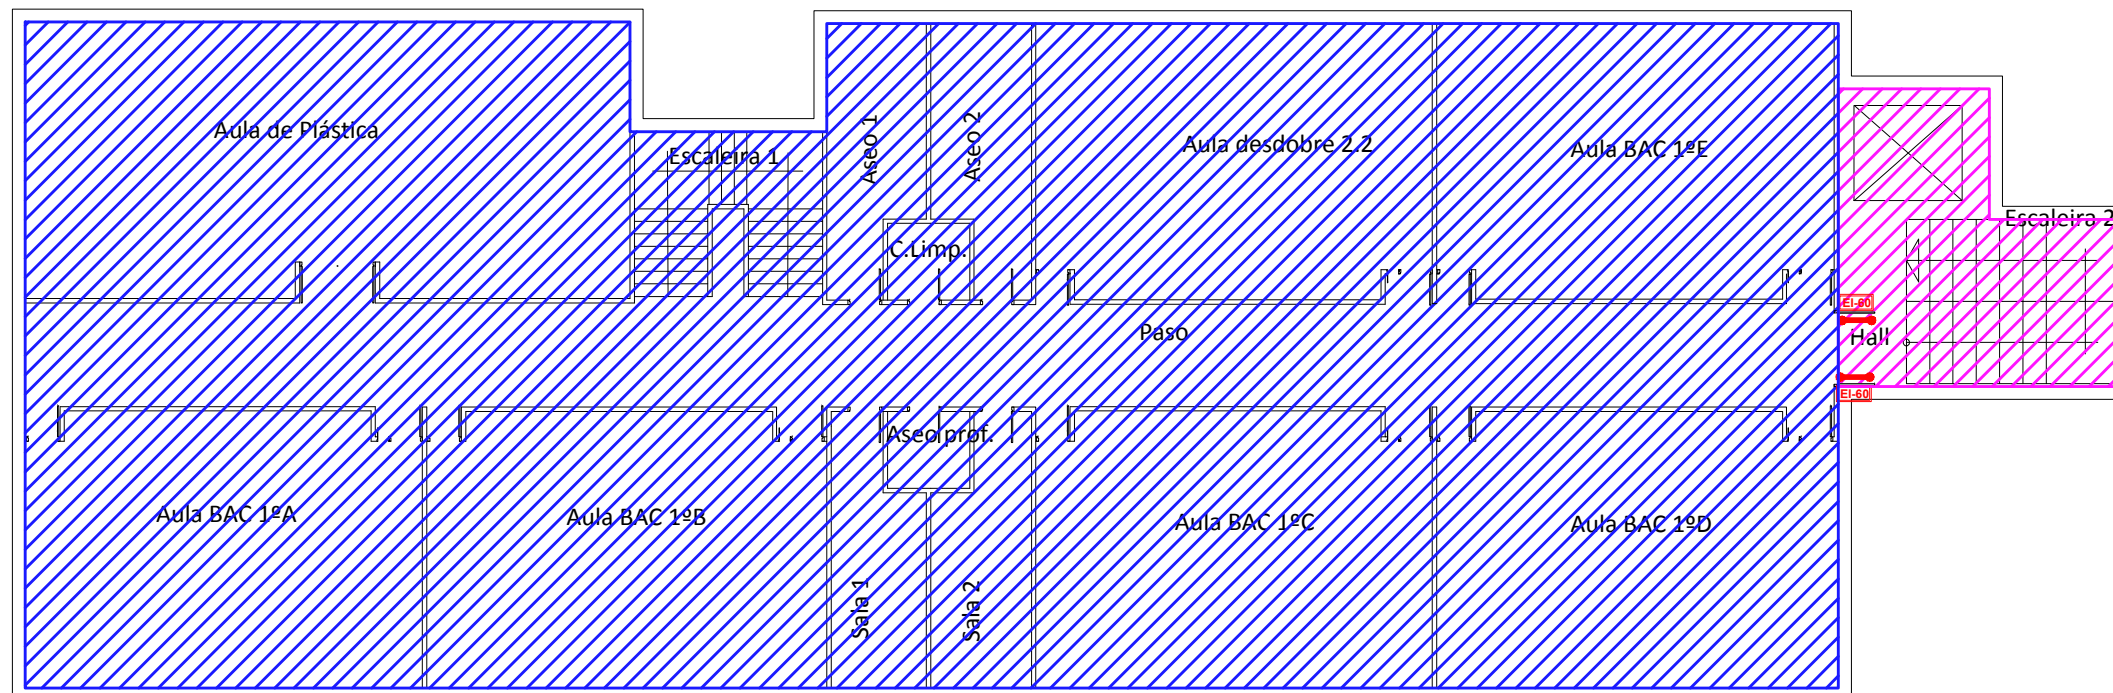 Aula de Plástica
Escaleira 1
Aseo 1
Aseo 2
Aula desdobre 2.2
Aula BAC 1ºE
Escaleira 2
C.Limp.
EI-60
Paso
Hall
EI-60
Aseo prof.
Aula BAC 1ºA
Aula BAC 1ºB
Sala 1
Sala 2
Aula BAC 1ºC
Aula BAC 1ºD